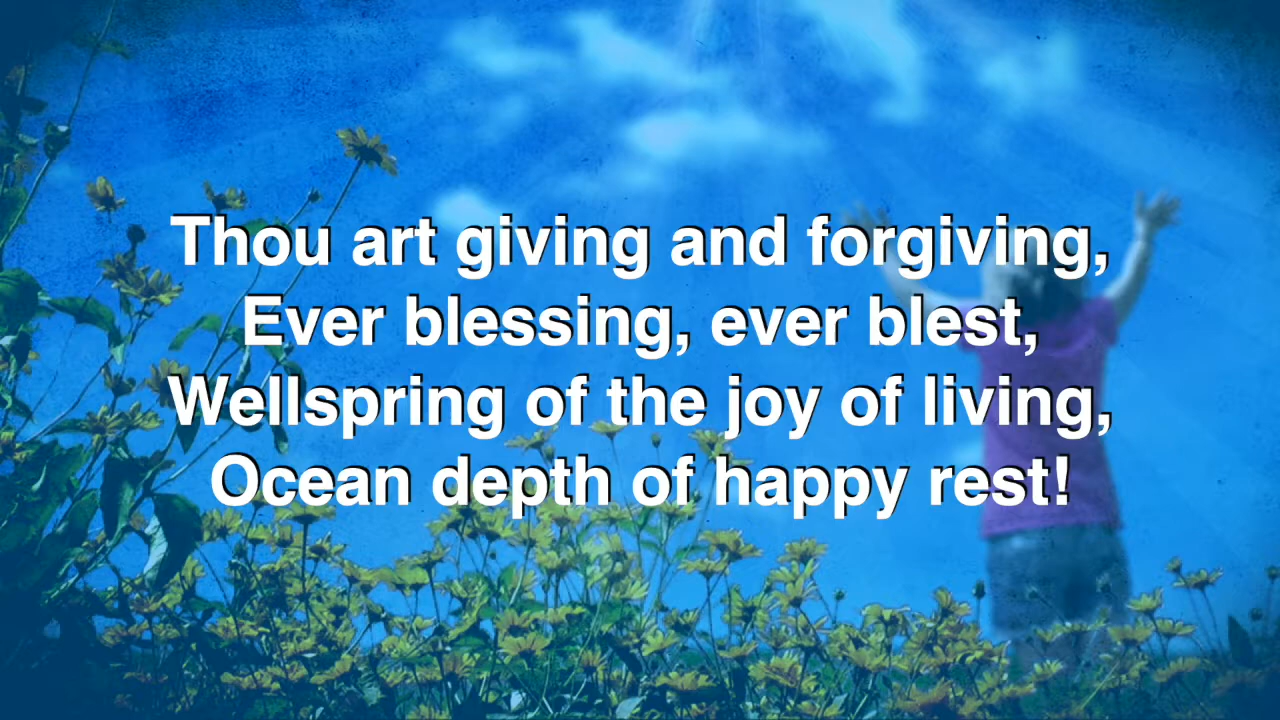 Thou art giving and forgiving,
Ever blessing, ever blest,
Wellspring of the joy of living,
Ocean depth of happy rest!